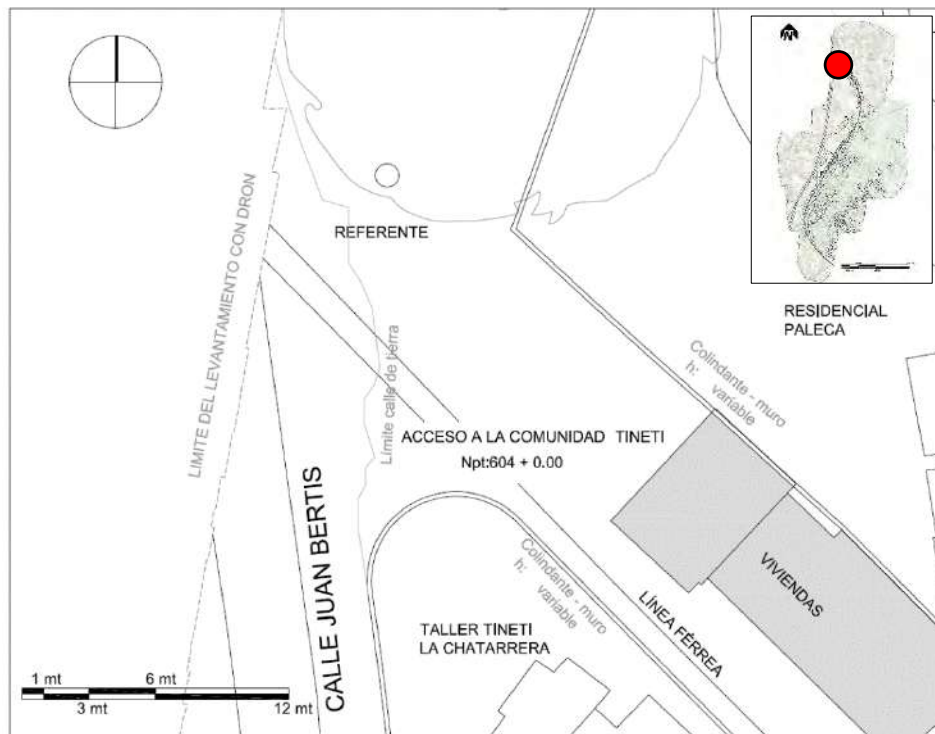 REFERENTE
RESIDENCIAL
PALECA
LIMITE DEL LEVANTAMIENTO CON DRON
Límite calle de tierra
Colindante - muro
h: variable
ACCESO A LA COMUNIDAD TINETI
Npt:604 + 0.00
CALLE JUAN BERTIS
Colindante - muro
h: variable
VIVIENDAS
LÍNEA FÉRREA
TALLER TINETI
LA CHATARRERA
1 mt 6 mt
3 mt 12 mt